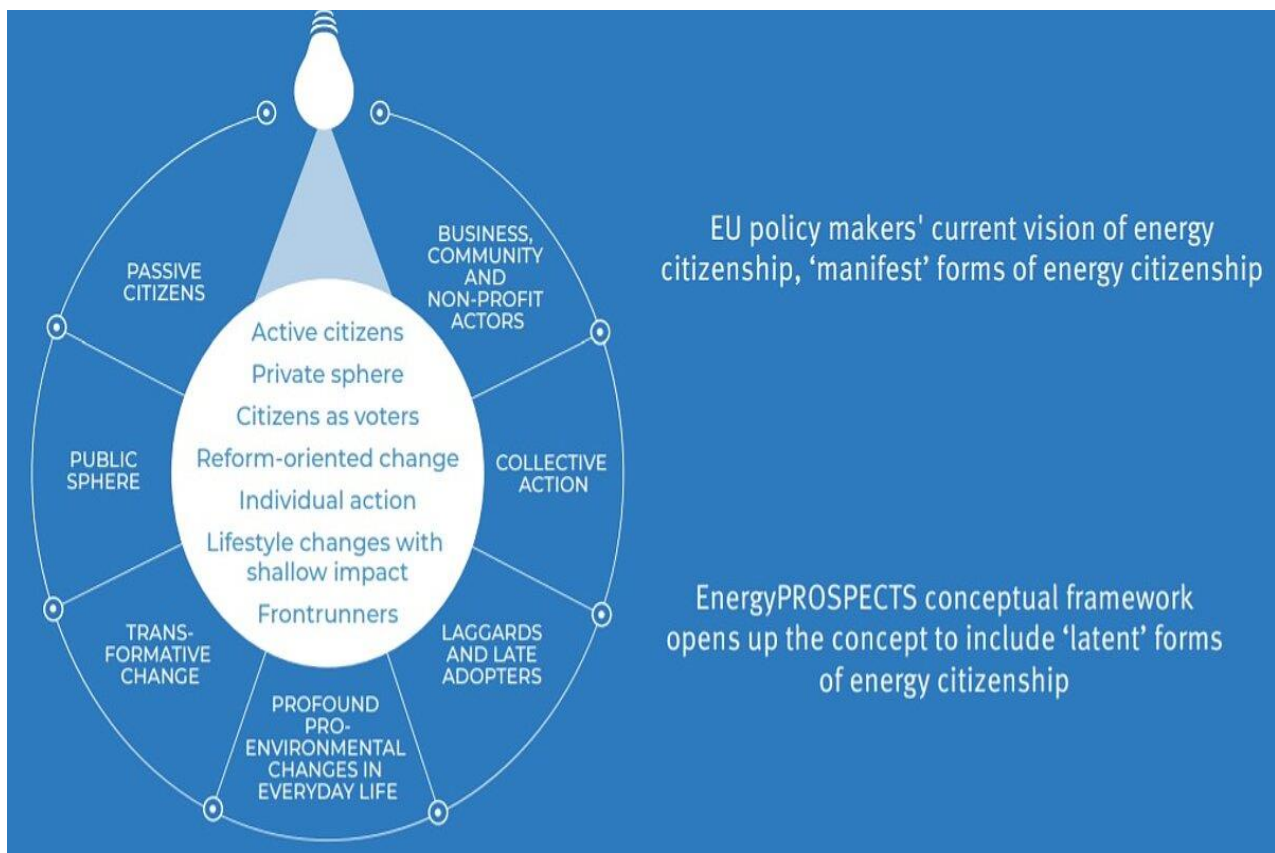 PASSIVE
CITIZENS
BUSINESS,
COMMUNITY
AND
NON-PROFIT
ACTORS
PUBLIC
SPHERE
COLLECTIVE
ACTION
TRANS-
FORMATIVE
CHANGE
LAGGARDS
AND LATE
ADOPTERS
PROFOUND
PRO-
ENVIRONMENTAL
CHANGES IN
EVERYDAY LIFE
Active citizens
Private sphere
Citizens as voters
Reform-oriented change
Individual action
Lifestyle changes with
shallow impact
Frontrunners
EU policy makers' current vision of energy
citizenship, ‘manifest’ forms of energy citizenship
EnergyPROSPECTS conceptual framework
opens up the concept to include ‘latent’ forms
of energy citizenship